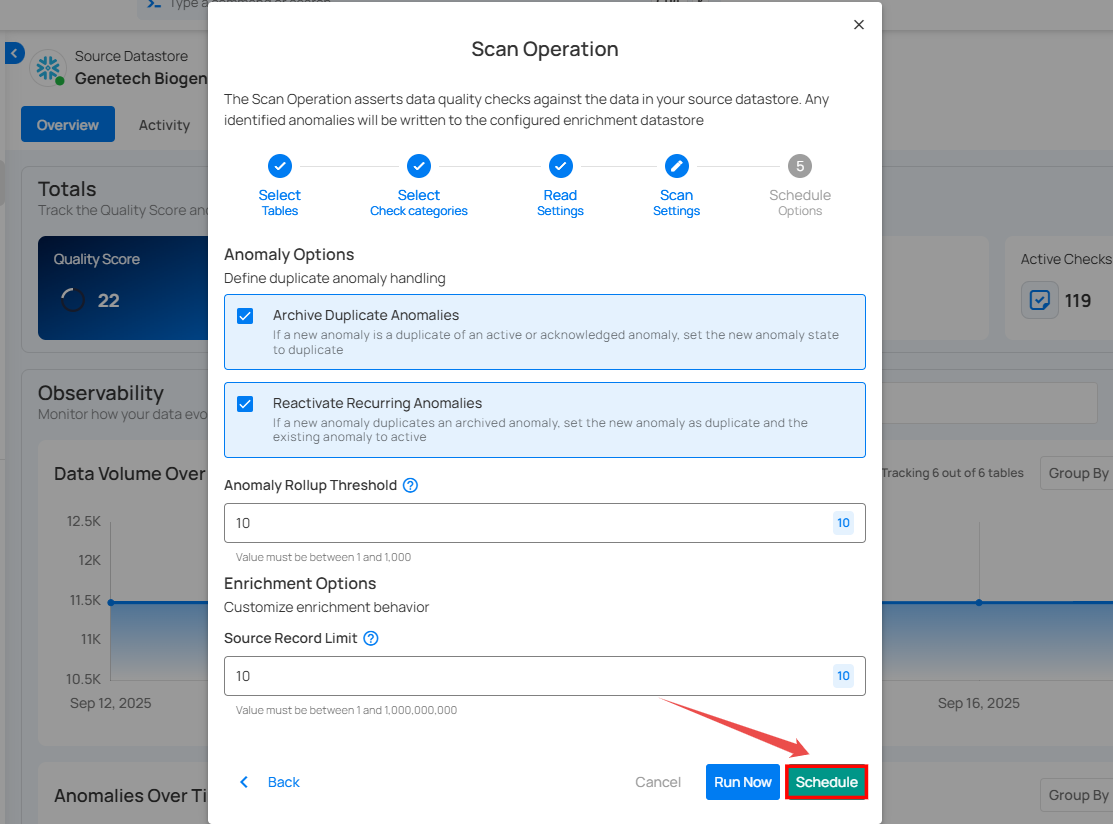 Scan Operation
The Scan Operation asserts data quality checks against the data in your source datastore. Any
identified anomalies will be written to the configured enrichment datastore
Select
Tables
Select
Check categories
Read
Settings
Scan
Settings
5
Schedule
Options
Anomaly Options
Define duplicate anomaly handling
Archive Duplicate Anomalies
If a new anomaly is a duplicate of an active or acknowledged anomaly, set the new anomaly state
to duplicate
Reactivate Recurring Anomalies
If a new anomaly duplicates an archived anomaly, set the new anomaly as duplicate and the
existing anomaly to active
Anomaly Rollup Threshold
10
10
Value must be between 1 and 1,000
Enrichment Options
Customize enrichment behavior
Source Record Limit
10
10
Value must be between 1 and 1,000,000,000
Back
Cancel
Run Now
Schedule
Source Datastore
Genetech Biogen
Overview
Activity
Totals
Track the Quality Score and
Quality Score
22
Active Checks
119
Observability
Monitor how your data evo
Data Volume Over
Tracking 6 out of 6 tables
Group By
12.5K
12K
11.5K
11K
10.5K
Sep 12, 2025
Sep 16, 2025
Anomalies Over Ti
Group By